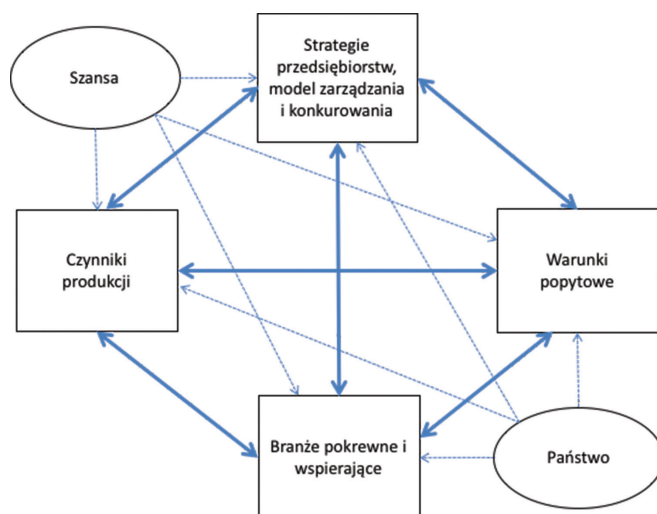 Szansa
Strategie
przedsiębiorstw,
model zarządzania
i konkurowania
Czynniki
produkcji
Warunki
popytowe
Branże pokrewne i
wspierające
Państwo